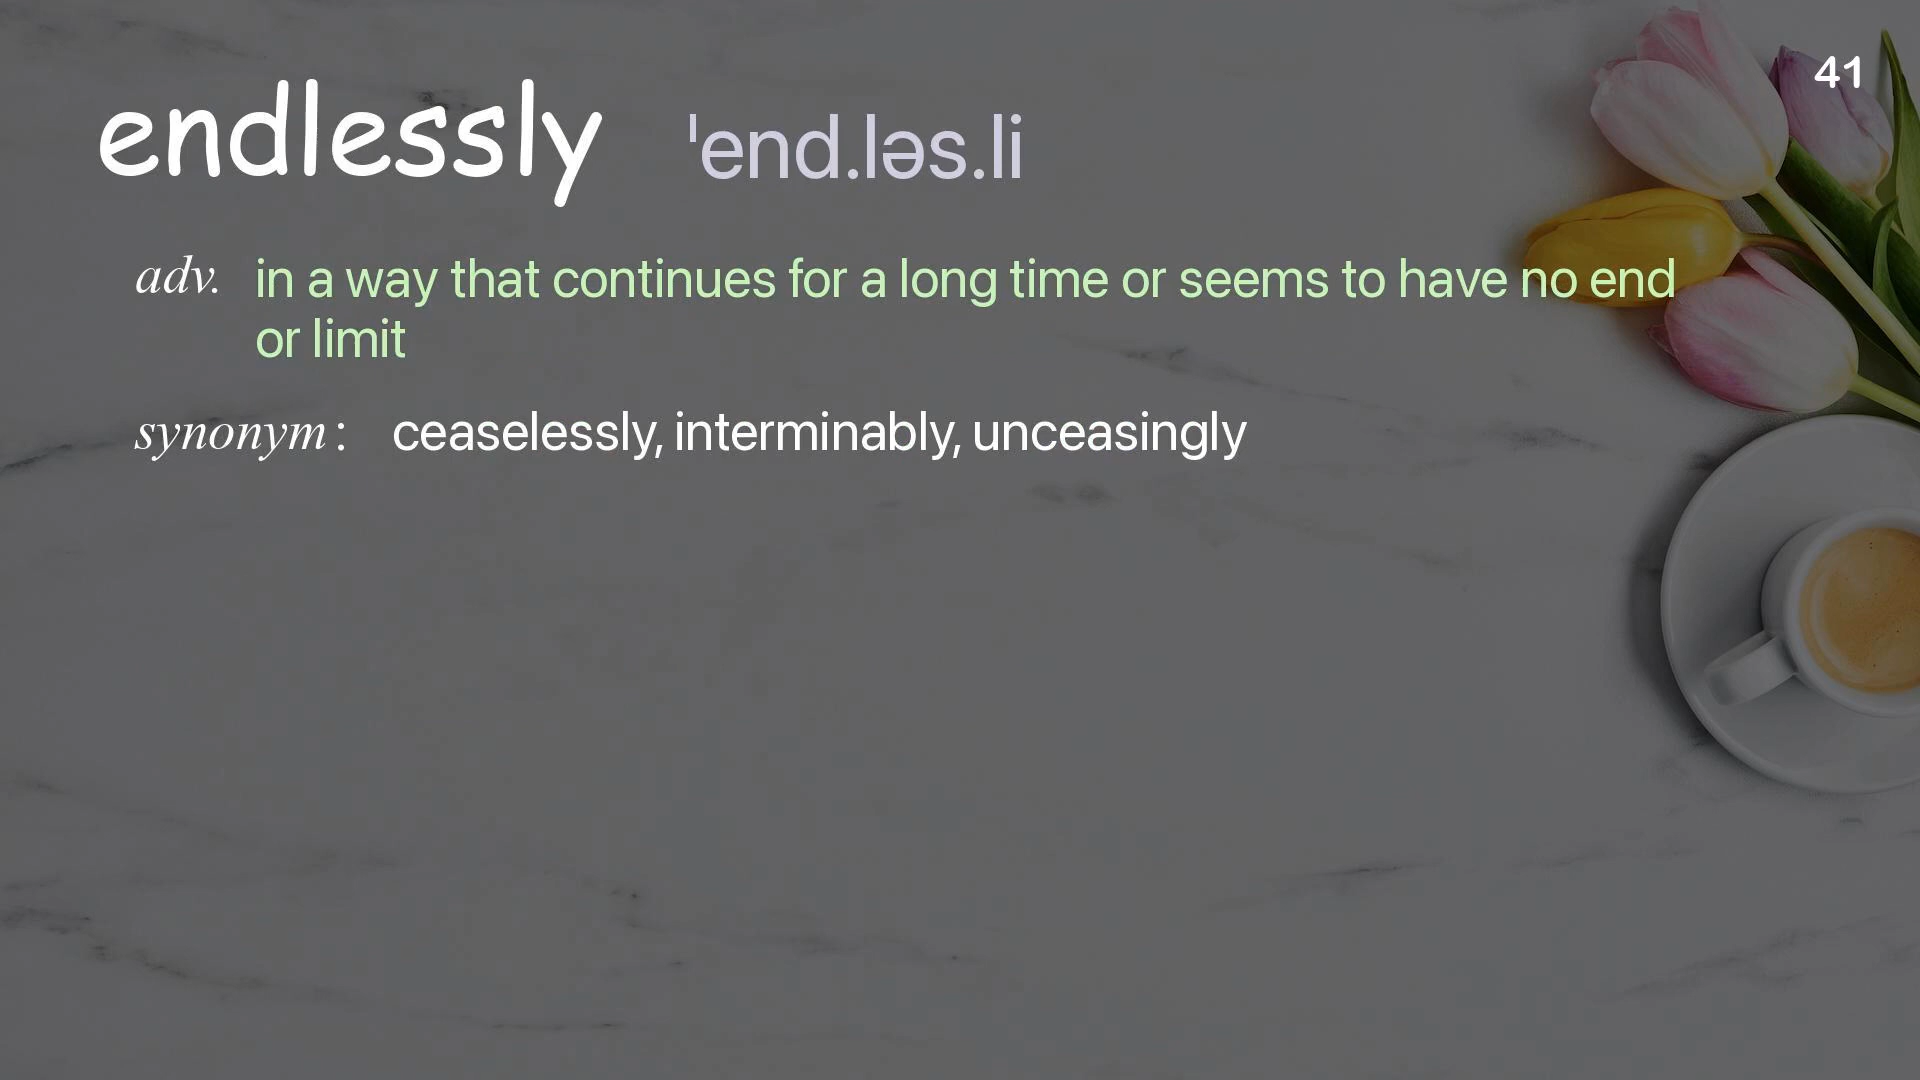 41
endlessly ˈend.ləs.li
adv. in a way that continues for a long time or seems to have no end
or limit
synonym: ceaselessly, interminably, unceasingly